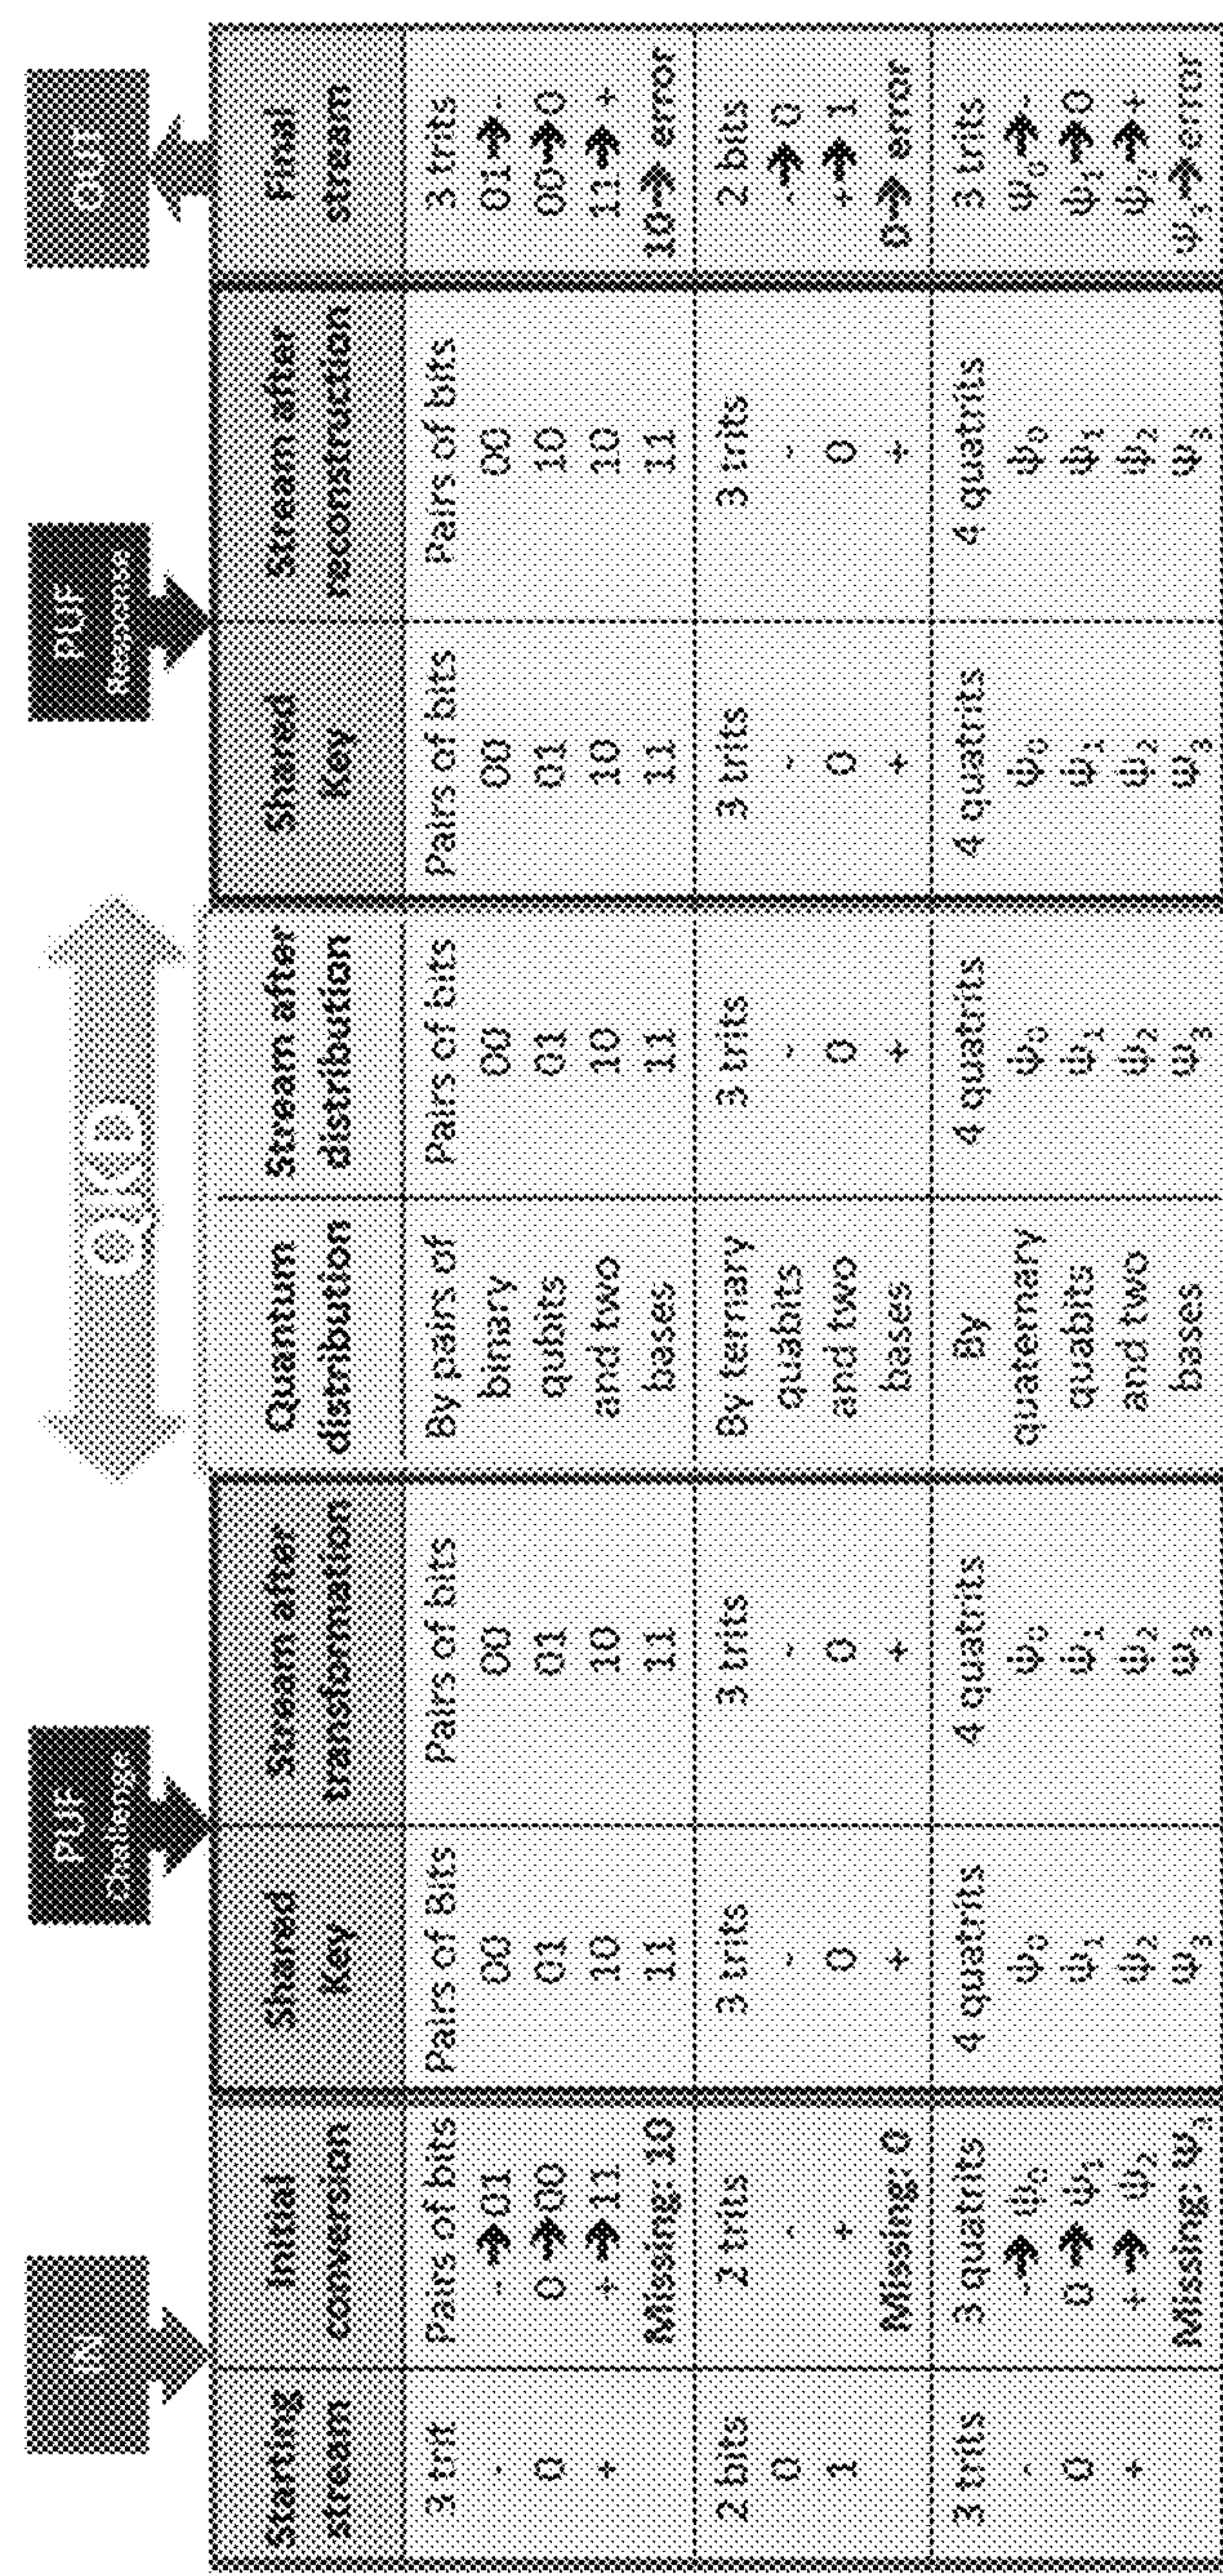 IN
PUF
Challenge
QKD
PUF
Response
OUT
Starting
stream
Initial
conversion
Shared
Key
Stream after
transformation
Quantum
distribution
Stream after
distribution
Shared
Key
Stream after
reconstruction
Final
stream
3 trit
-
0
+
Pairs of bits
- → 01
0 → 00
+ → 11
Missing: 10
Pairs of Bits
00
01
10
11
Pairs of bits
00
01
10
11
By pairs of
binary
qubits
and two
bases
Pairs of bits
00
01
10
11
Pairs of bits
00
01
10
11
Pairs of bits
00
10
10
11
3 trits
01 → -
00 → 0
11 → +
10 → error
2 bits
0
1
2 trits
-
+
Missing: 0
3 trits
-
0
+
3 trits
-
0
+
By ternary
quabits
and two
bases
3 trits
-
0
+
3 trits
-
0
+
3 trits
-
0
+
2 bits
- → 0
+ → 1
0 → error
3 trits
-
0
+
3 quatrits
- → ψ₀
0 → ψ₁
+ → ψ₂
Missing: ψ₃
4 quatrits
ψ₀
ψ₁
ψ₂
ψ₃
4 quatrits
ψ₀
ψ₁
ψ₂
ψ₃
By
quaternary
quabits
and two
bases
4 quatrits
ψ₀
ψ₁
ψ₂
ψ₃
4 quatrits
ψ₀
ψ₁
ψ₂
ψ₃
4 quatrits
ψ₀
ψ₁
ψ₂
ψ₃
3 trits
ψ₀ → -
ψ₁ → 0
ψ₂ → +
ψ₃ → error